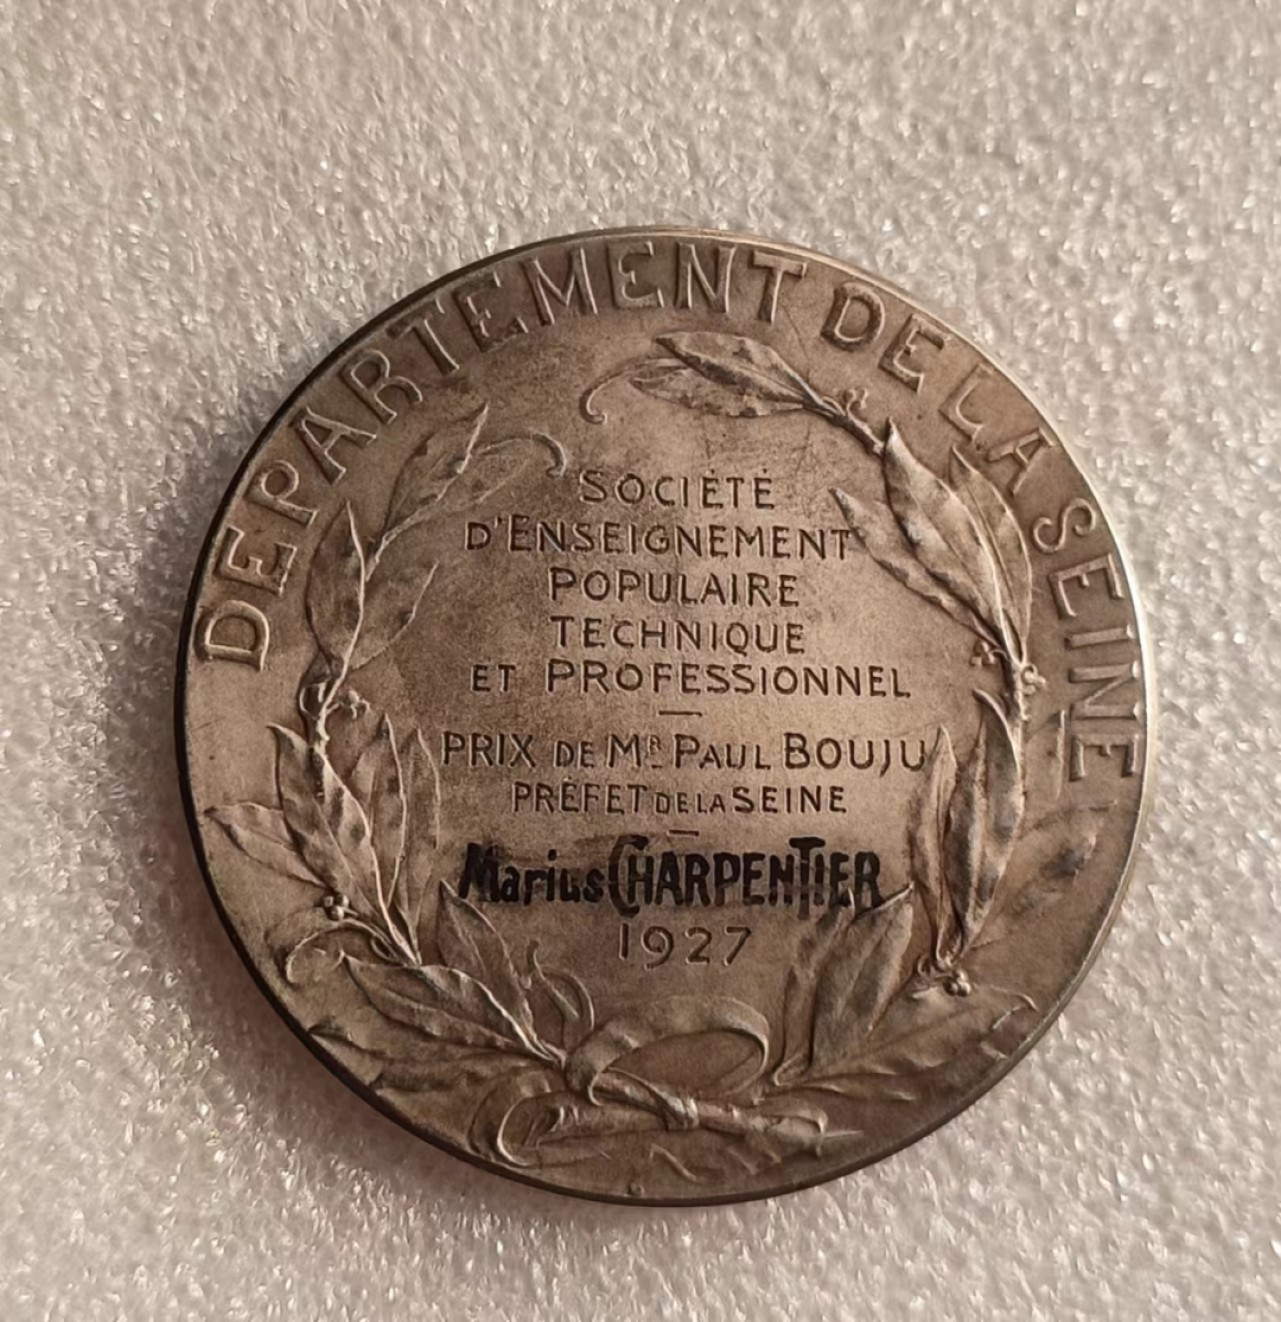 DEPARTEMENT DE LA SEINE
SOCIÉTÉ
D'ENSEIGNEMENT
POPULAIRE
TECHNIQUE
ET PROFESSIONNEL
PRIX DE MR PAUL BOUJU
PRÉFET DE LA SEINE
Marius CHARPENTIER
1927